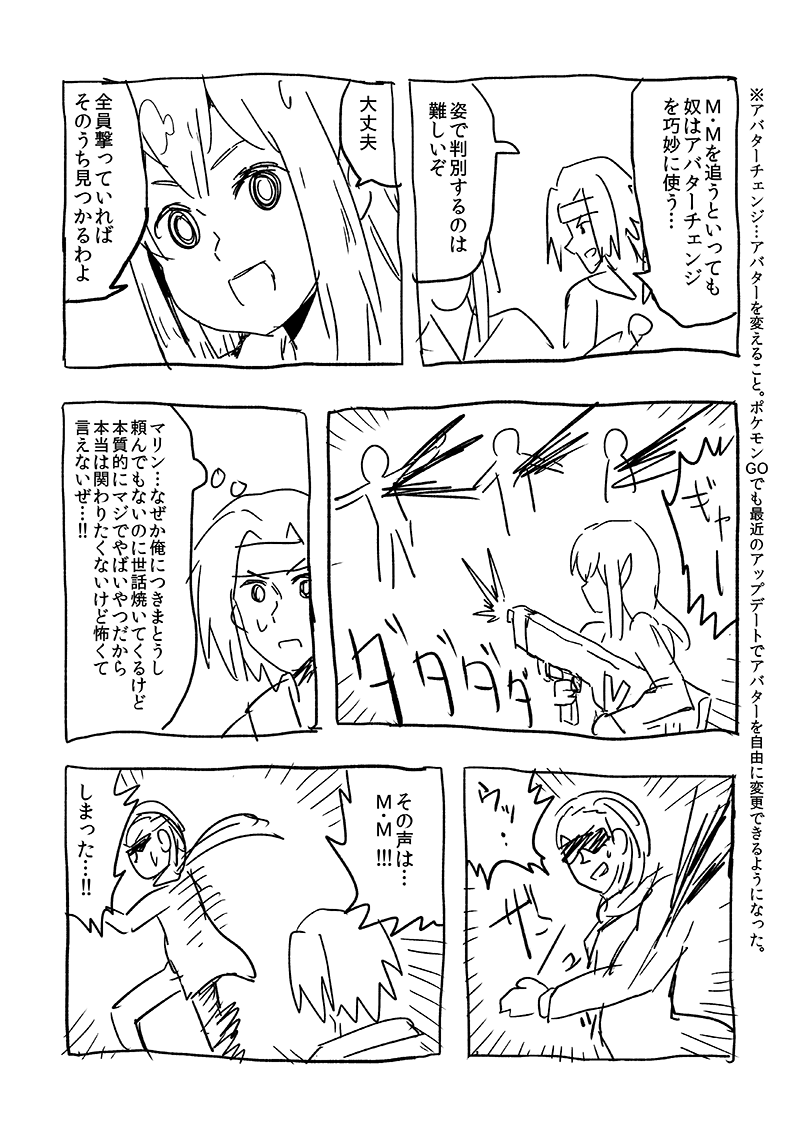 ※アバターチェンジ…アバターを変えること。ポケモンGOでも最近のアップデートでアバターを自由に変更できるようになった。
M・Mを追うといっても
奴はアバターチェンジ
を巧妙に使う…
姿で判別するのは
難しいぞ
大丈夫
全員撃っていれば
そのうち見つかるわよ
ギャー
ダダダダ
マリン…なぜか俺につきまとうし
頼んでもないのに世話焼いてくるけど
本質的にマジでやばいやつだから
本当は関わりたくないけど怖くて
言えないぜ…!!
ウッ…
ザッ
その声は…
M・M!!!
しまった…!!